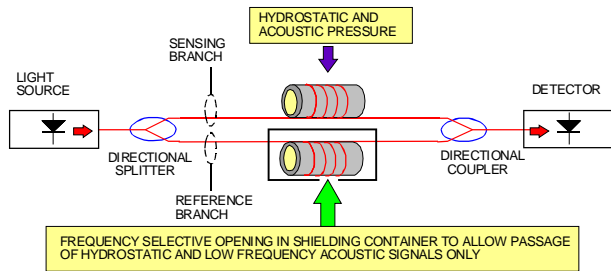 HYDROSTATIC AND
ACOUSTIC PRESSURE
SENSING
BRANCH
LIGHT
SOURCE
DETECTOR
DIRECTIONAL
SPLITTER
DIRECTIONAL
COUPLER
REFERENCE
BRANCH
FREQUENCY SELECTIVE OPENING IN SHIELDING CONTAINER TO ALLOW PASSAGE
OF HYDROSTATIC AND LOW FREQUENCY ACOUSTIC SIGNALS ONLY